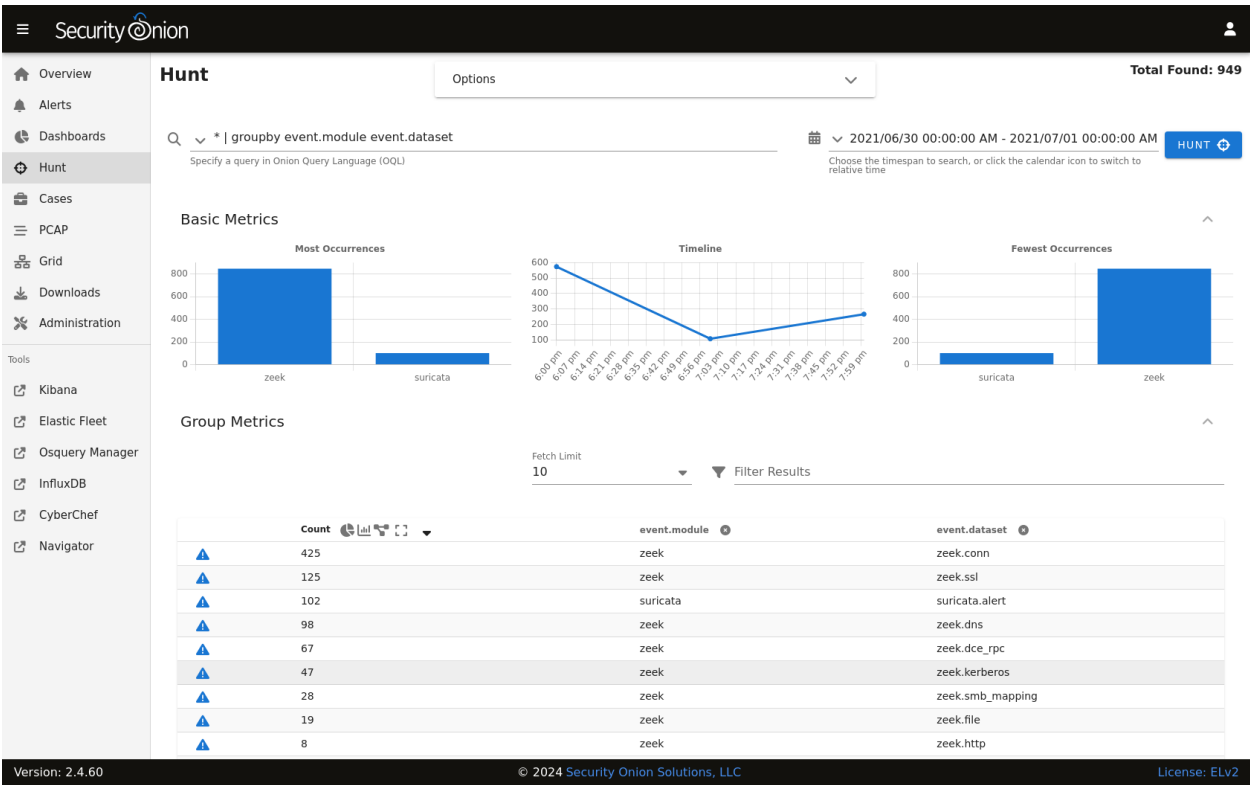 Security Onion
Overview
Alerts
Dashboards
Hunt
Cases
PCAP
Grid
Downloads
Administration
Tools
Kibana
Elastic Fleet
Osquery Manager
InfluxDB
CyberChef
Navigator
Hunt
Options
Total Found: 949
* | groupby event.module event.dataset
Specify a query in Onion Query Language (OQL)
2021/06/30 00:00:00 AM - 2021/07/01 00:00:00 AM
Choose the timespan to search, or click the calendar icon to switch to
relative time
HUNT
Basic Metrics
Most Occurrences
800
600
400
200
0
zeek
suricata
Timeline
600
500
400
300
200
100
6:00 pm
6:07 pm
6:14 pm
6:21 pm
6:28 pm
6:35 pm
6:42 pm
6:49 pm
6:56 pm
7:03 pm
7:10 pm
7:17 pm
7:24 pm
7:31 pm
7:38 pm
7:45 pm
7:52 pm
7:59 pm
Fewest Occurrences
800
600
400
200
0
suricata
zeek
Group Metrics
Fetch Limit
10
Filter Results
Count event.module event.dataset
425 zeek zeek.conn
125 zeek zeek.ssl
102 suricata suricata.alert
98 zeek zeek.dns
67 zeek zeek.dce_rpc
47 zeek zeek.kerberos
28 zeek zeek.smb_mapping
19 zeek zeek.file
8 zeek zeek.http
Version: 2.4.60
© 2024 Security Onion Solutions, LLC
License: ELv2